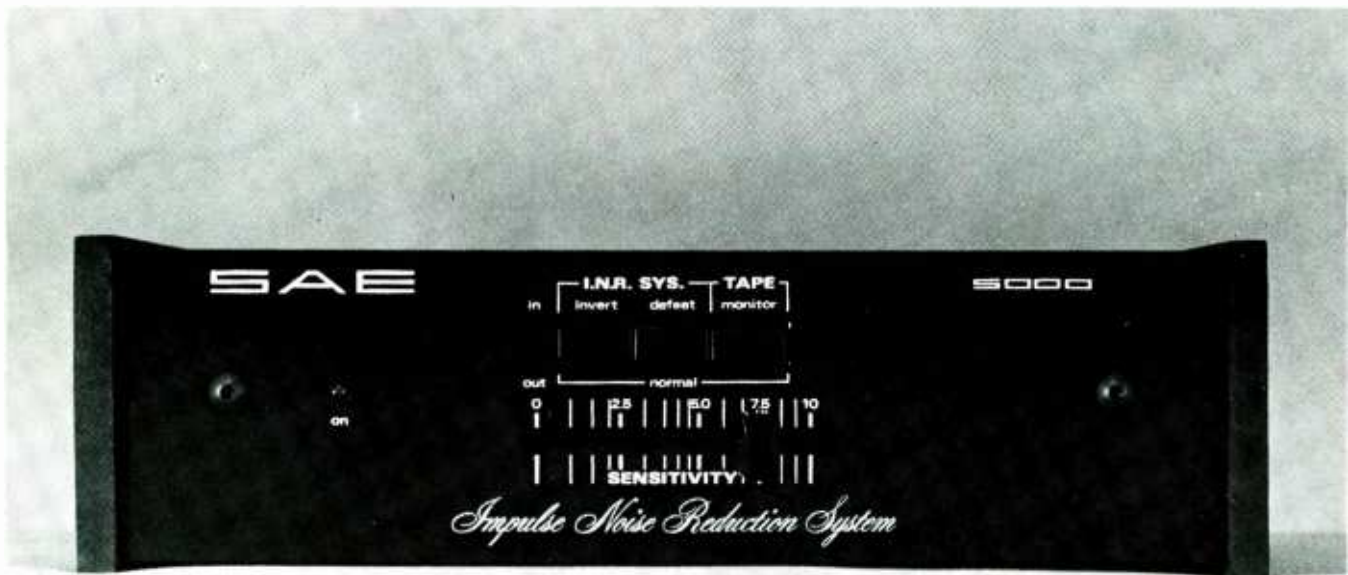 SAE
5000
I.N.R. SYS. TAPE
in invert defeat monitor
out normal
on
0 2.5 5.0 7.5 10
SENSITIVITY
Impulse Noise Reduction System